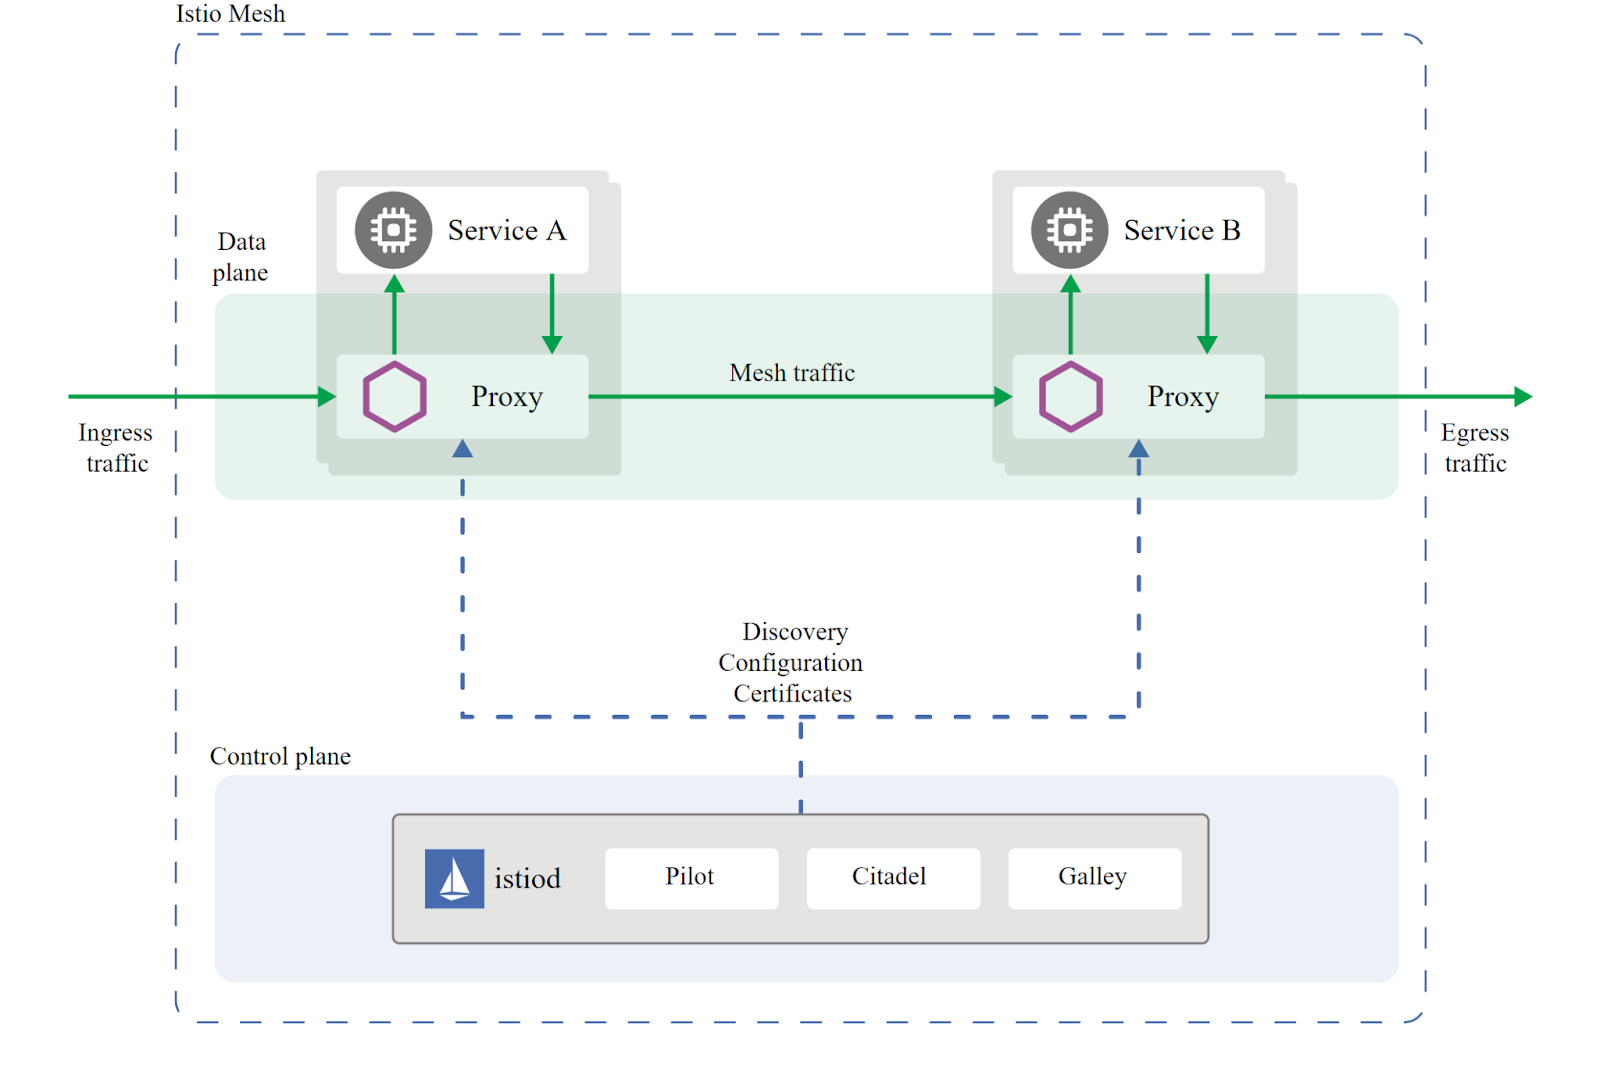 Istio Mesh
Service A
Service B
Data
plane
Mesh traffic
Proxy
Proxy
Ingress
traffic
Egress
traffic
Discovery
Configuration
Certificates
Control plane
istiod
Pilot
Citadel
Galley